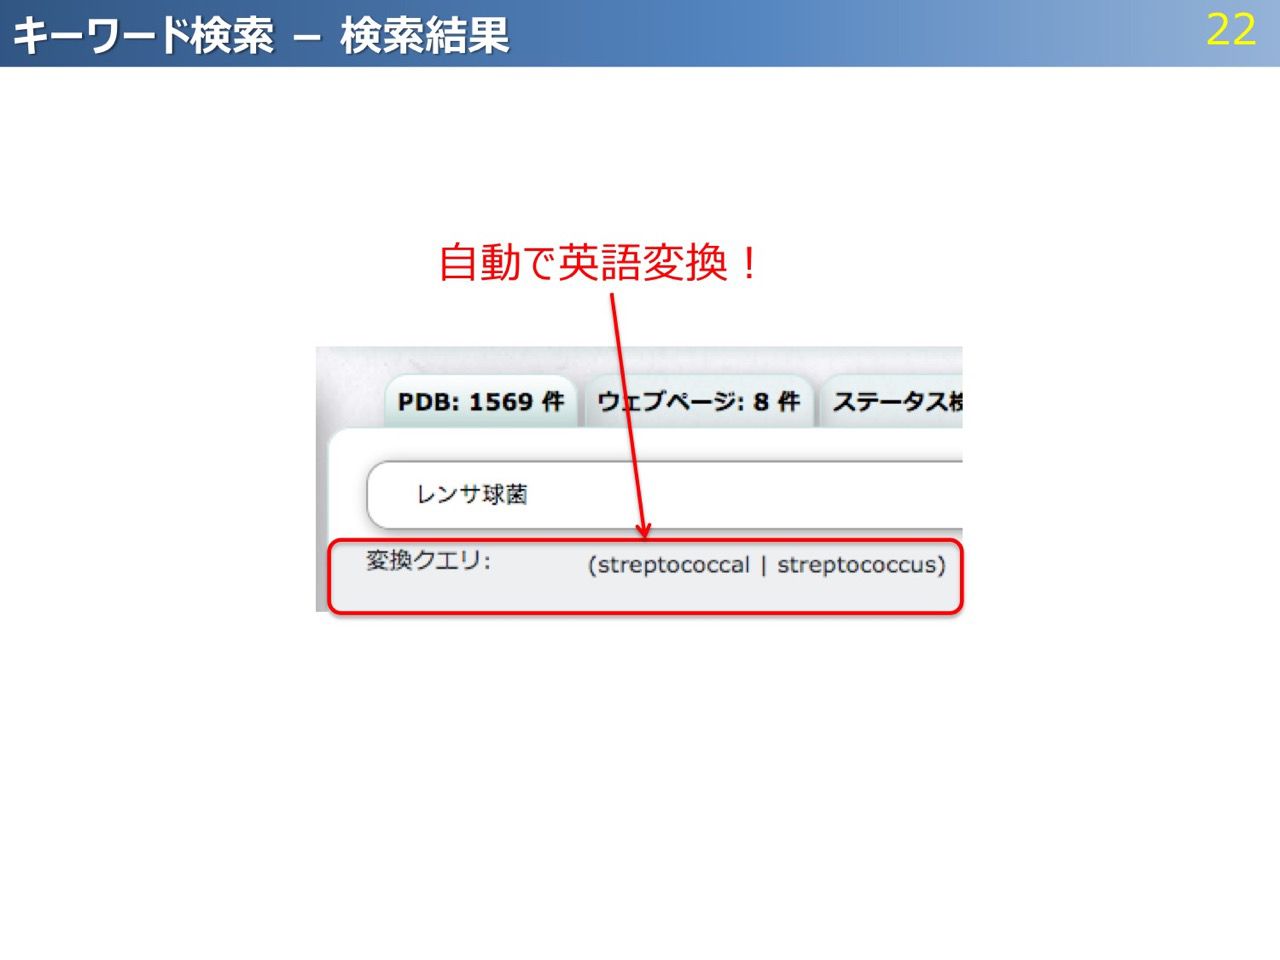 キーワード検索 － 検索結果
22
自動で英語変換！
PDB: 1569 件 ウェブページ: 8 件 ステータス検
レンサ球菌
変換クエリ: (streptococcal | streptococcus)